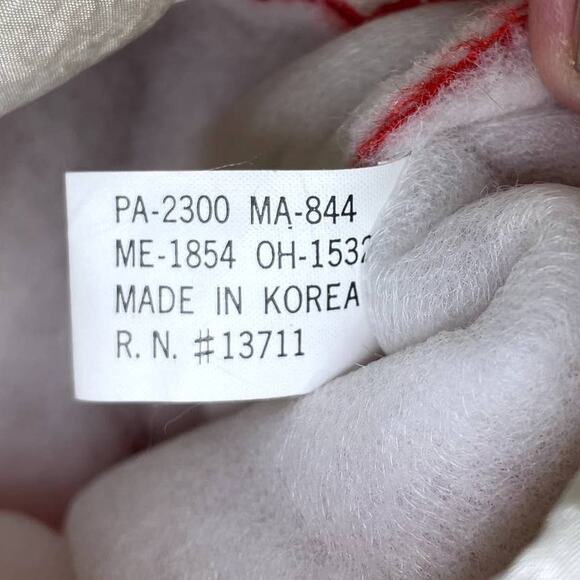 PA-2300 MA-844
ME-1854 OH-1532
MADE IN KOREA
R. N. #13711